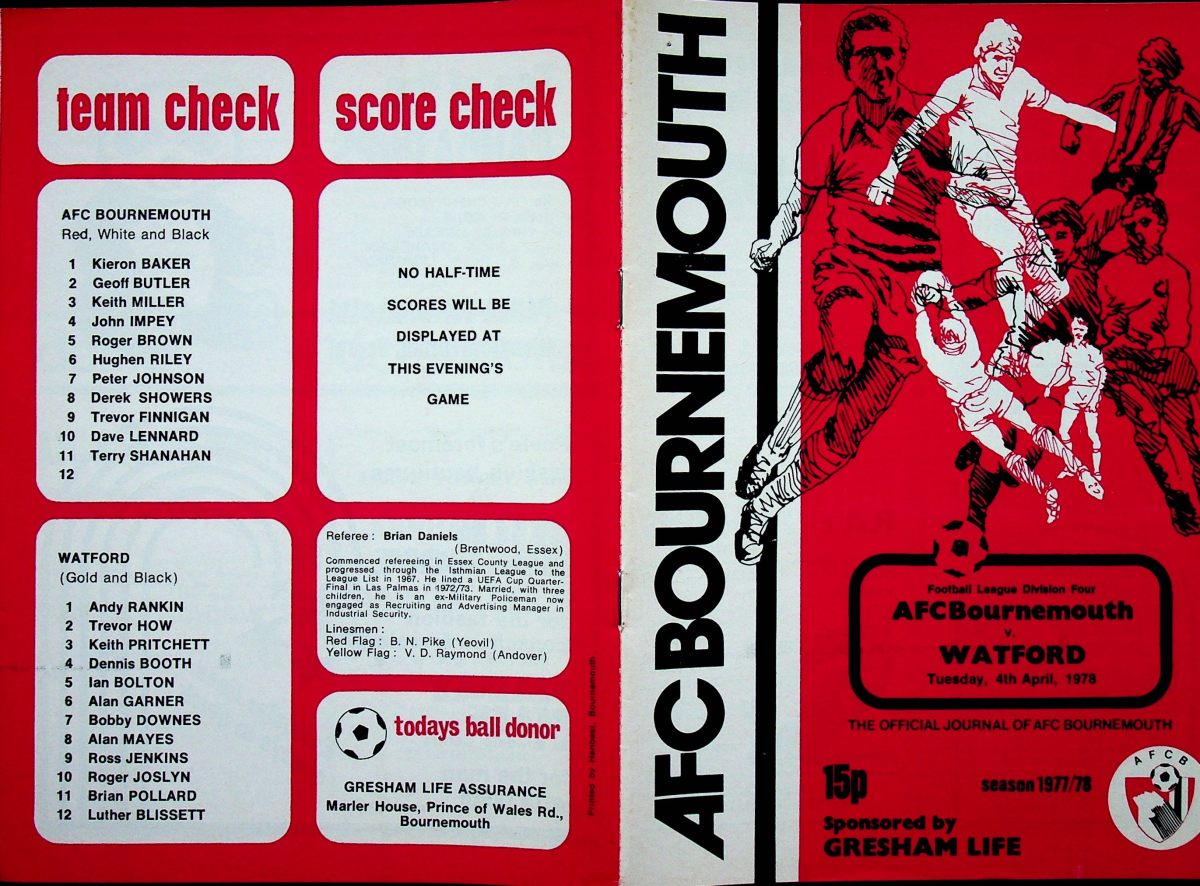 team check
AFC BOURNEMOUTH
Red, White and Black
1 Kieron BAKER
2 Geoff BUTLER
3 Keith MILLER
4 John IMPEY
5 Roger BROWN
6 Hughen RILEY
7 Peter JOHNSON
8 Derek SHOWERS
9 Trevor FINNIGAN
10 Dave LENNARD
11 Terry SHANAHAN
12
WATFORD
(Gold and Black)
1 Andy RANKIN
2 Trevor HOW
3 Keith PRITCHETT
4 Dennis BOOTH
5 Ian BOLTON
6 Alan GARNER
7 Bobby DOWNES
8 Alan MAYES
9 Ross JENKINS
10 Roger JOSLYN
11 Brian POLLARD
12 Luther BLISSETT
score check
NO HALF-TIME
SCORES WILL BE
DISPLAYED AT
THIS EVENING'S
GAME
Referee : Brian Daniels
(Brentwood, Essex)
Commenced refereeing in Essex County League and
progressed through the Isthmian League to the
League List in 1967. He lined a UEFA Cup Quarter-
Final in Las Palmas in 1972/73. Married, with three
children, he is an ex-Military Policeman now
engaged as Recruiting and Advertising Manager in
Industrial Security.
Linesmen :
Red Flag : B. N. Pike (Yeovil)
Yellow Flag : V. D. Raymond (Andover)
todays ball donor
GRESHAM LIFE ASSURANCE
Marler House, Prince of Wales Rd.,
Bournemouth
Printed by Henbest, Bournemouth
AFC BOURNEMOUTH
Football League Division Four
AFC Bournemouth
v.
WATFORD
Tuesday, 4th April, 1978
THE OFFICIAL JOURNAL OF AFC BOURNEMOUTH
15p
season 1977/78
Sponsored by
GRESHAM LIFE
AFCB